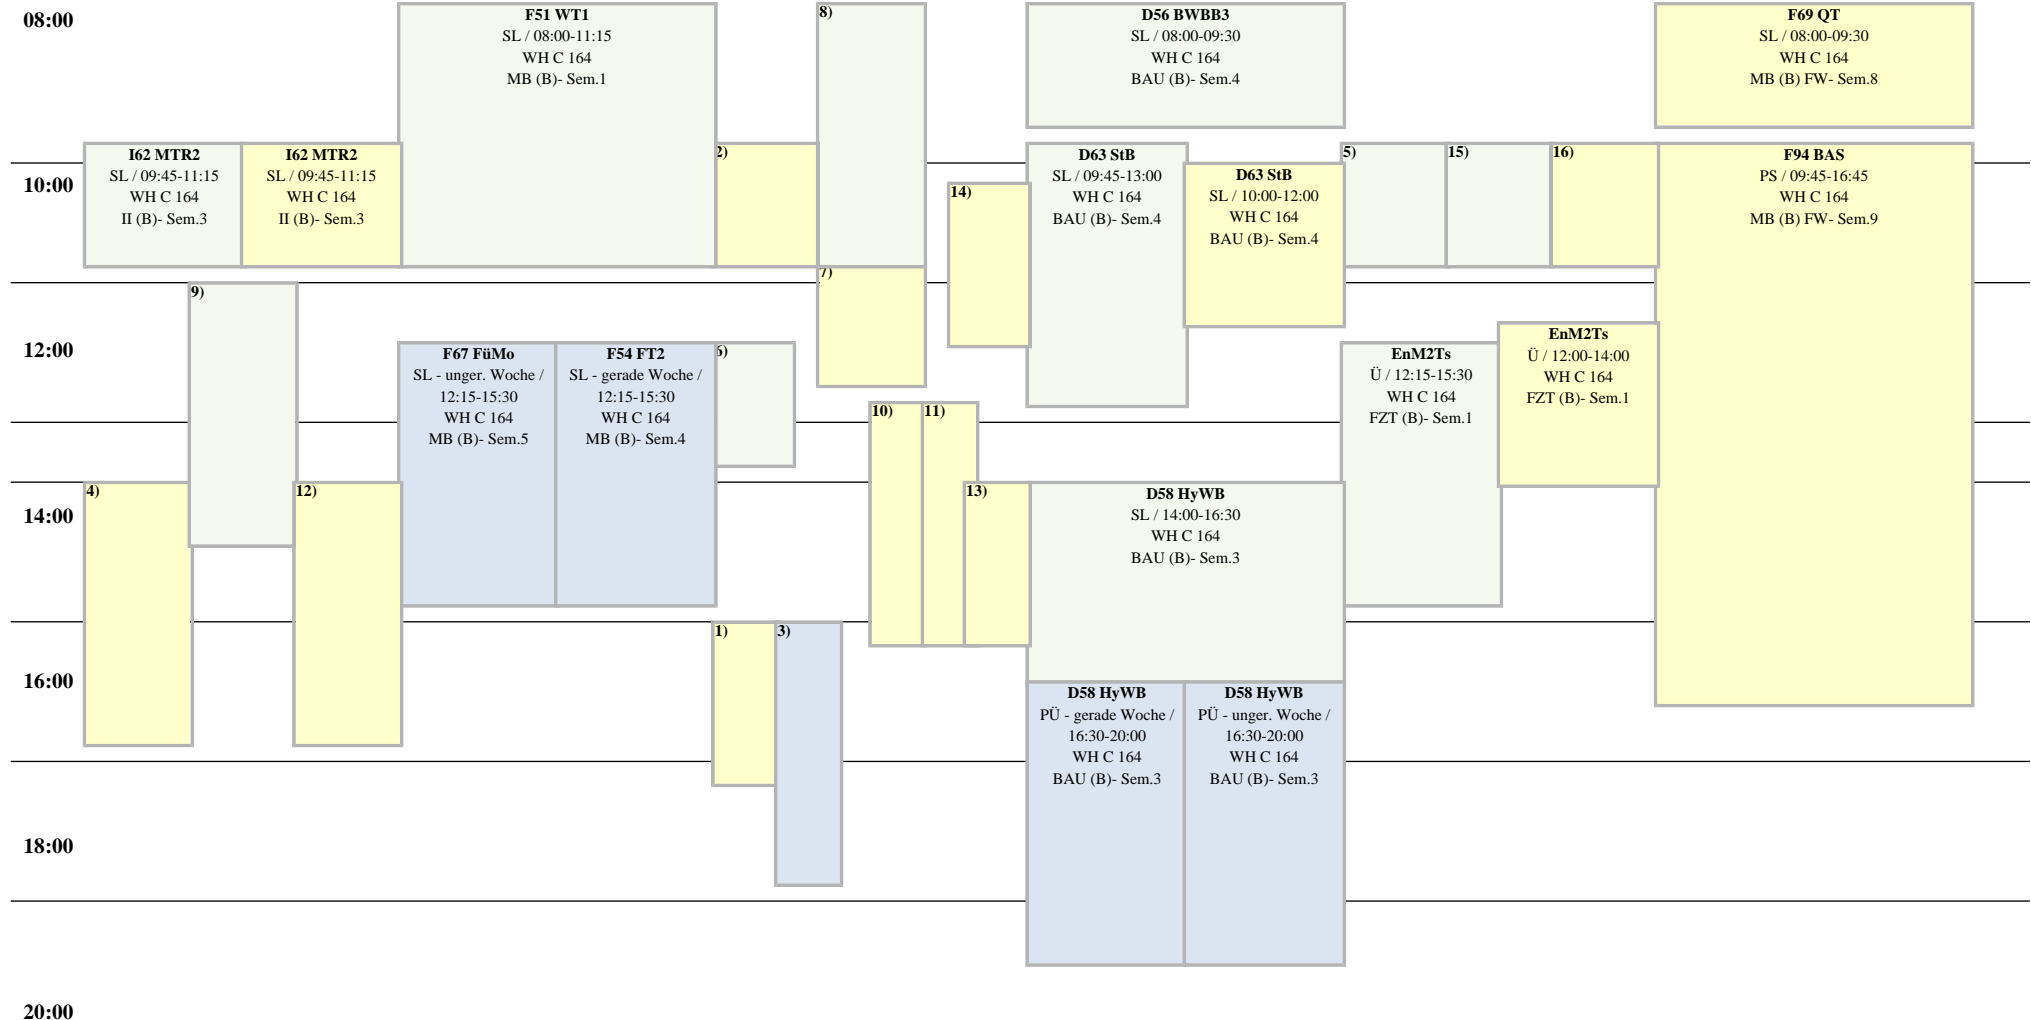 08:00
F51 WT1
SL / 08:00-11:15
WH C 164
MB (B)- Sem.1
8)
D56 BWBB3
SL / 08:00-09:30
WH C 164
BAU (B)- Sem.4
F69 QT
SL / 08:00-09:30
WH C 164
MB (B) FW- Sem.8
10:00
I62 MTR2
SL / 09:45-11:15
WH C 164
II (B)- Sem.3
I62 MTR2
SL / 09:45-11:15
WH C 164
II (B)- Sem.3
2)
14)
D63 StB
SL / 09:45-13:00
WH C 164
BAU (B)- Sem.4
D63 StB
SL / 10:00-12:00
WH C 164
BAU (B)- Sem.4
5)
15)
16)
F94 BAS
PS / 09:45-16:45
WH C 164
MB (B) FW- Sem.9
9)
7)
12:00
F67 FüMo
SL - unger. Woche /
12:15-15:30
WH C 164
MB (B)- Sem.5
F54 FT2
SL - gerade Woche /
12:15-15:30
WH C 164
MB (B)- Sem.4
6)
EnM2Ts
Ü / 12:15-15:30
WH C 164
FZT (B)- Sem.1
EnM2Ts
Ü / 12:00-14:00
WH C 164
FZT (B)- Sem.1
10)
11)
14:00
4)
12)
13)
D58 HyWB
SL / 14:00-16:30
WH C 164
BAU (B)- Sem.3
1)
3)
16:00
D58 HyWB
PÜ - gerade Woche /
16:30-20:00
WH C 164
BAU (B)- Sem.3
D58 HyWB
PÜ - unger. Woche /
16:30-20:00
WH C 164
BAU (B)- Sem.3
18:00
20:00